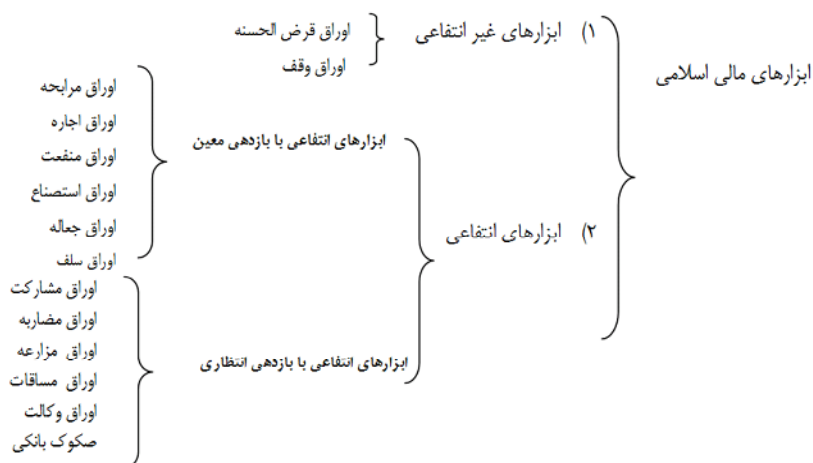 ابزارهای مالی اسلامی
۱) ابزارهای غیر انتفاعی
اوراق قرض الحسنه
اوراق وقف
۲) ابزارهای انتفاعی
ابزارهای انتفاعی با بازدهی معین
اوراق مرابحه
اوراق اجاره
اوراق منفعت
اوراق استصناع
اوراق جعاله
اوراق سلف
ابزارهای انتفاعی با بازدهی انتظاری
اوراق مشارکت
اوراق مضاربه
اوراق مزارعه
اوراق مساقات
اوراق وکالت
صکوک بانکی